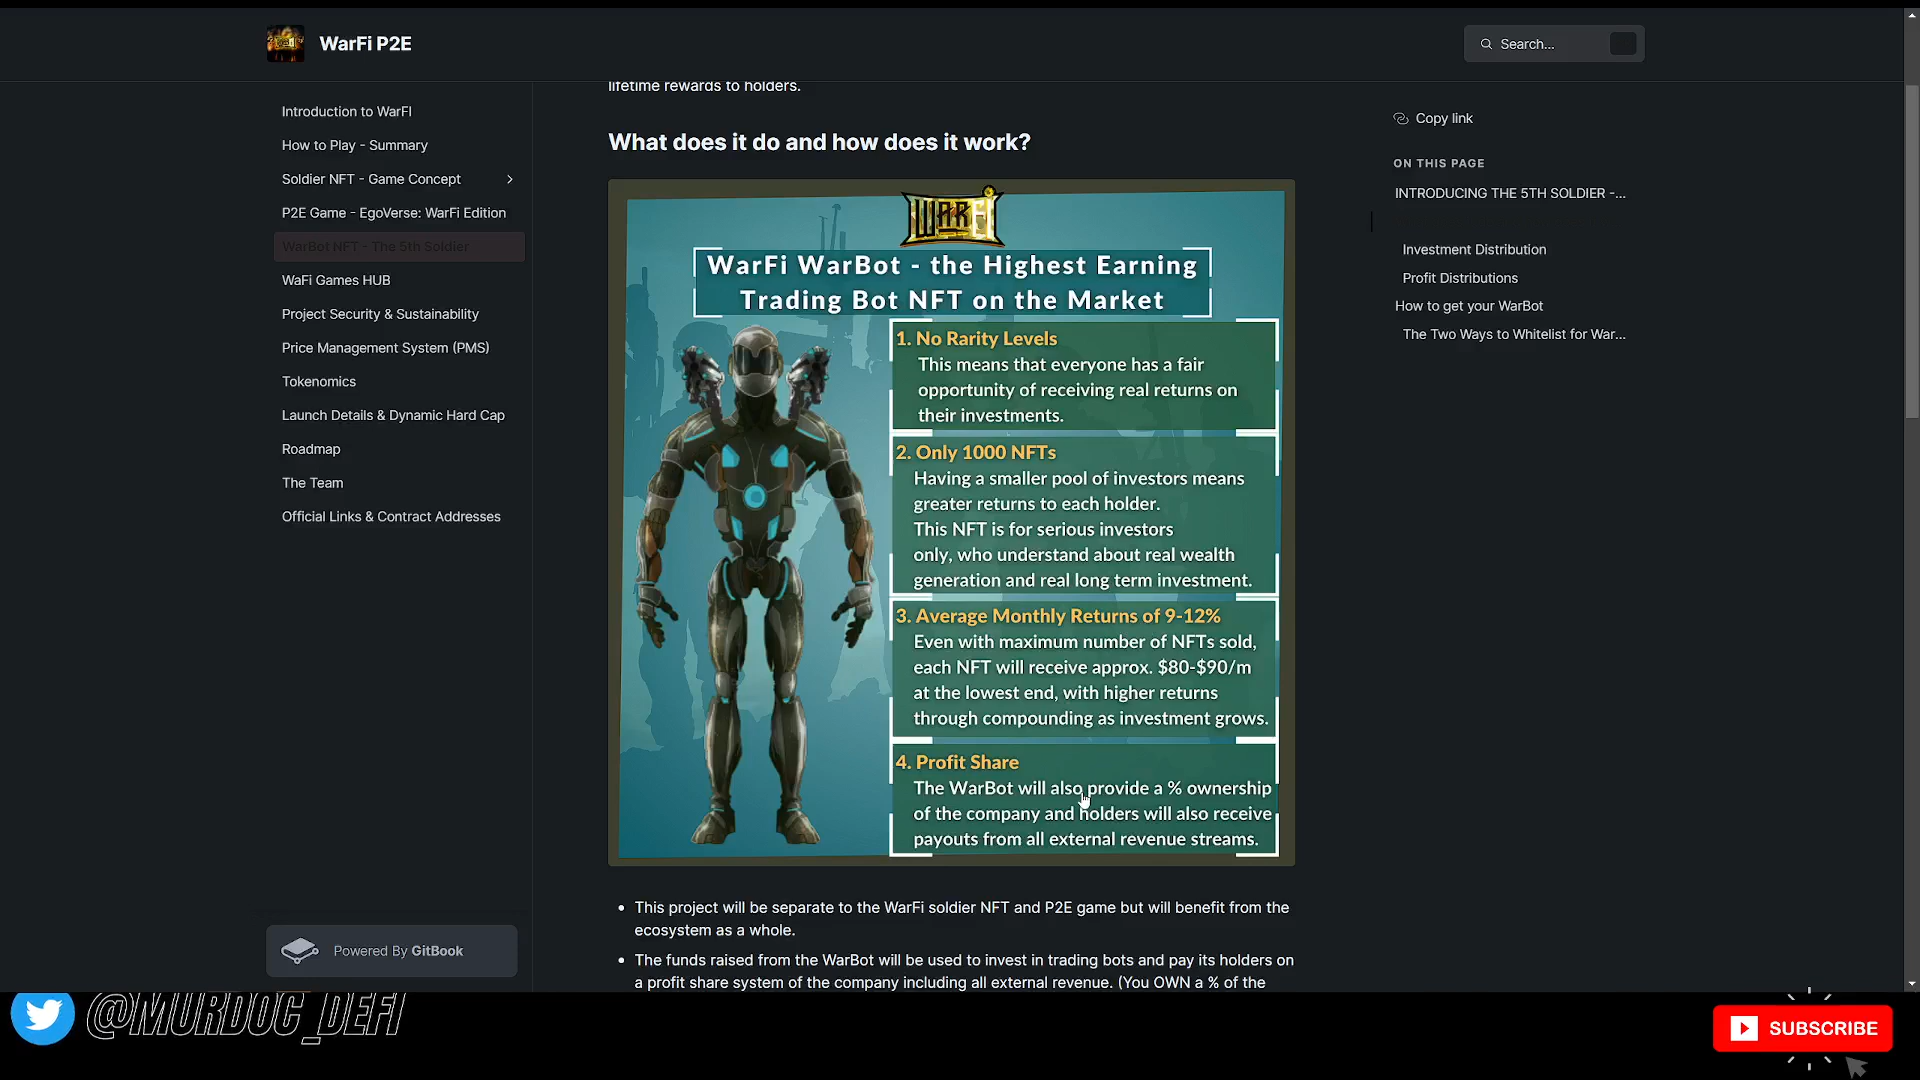 WarFi P2E
Search...
Introduction to WarFI
How to Play - Summary
Soldier NFT - Game Concept
P2E Game - EgoVerse: WarFi Edition
WarBot NFT - The 5th Soldier
WaFi Games HUB
Project Security & Sustainability
Price Management System (PMS)
Tokenomics
Launch Details & Dynamic Hard Cap
Roadmap
The Team
Official Links & Contract Addresses
Powered By GitBook
lifetime rewards to holders.
What does it do and how does it work?
WARFI
WarFi WarBot - the Highest Earning
Trading Bot NFT on the Market
1. No Rarity Levels
This means that everyone has a fair
opportunity of receiving real returns on
their investments.
2. Only 1000 NFTs
Having a smaller pool of investors means
greater returns to each holder.
This NFT is for serious investors
only, who understand about real wealth
generation and real long term investment.
3. Average Monthly Returns of 9-12%
Even with maximum number of NFTs sold,
each NFT will receive approx. $80-$90/m
at the lowest end, with higher returns
through compounding as investment grows.
4. Profit Share
The WarBot will also provide a % ownership
of the company and holders will also receive
payouts from all external revenue streams.
• This project will be separate to the WarFi soldier NFT and P2E game but will benefit from the
ecosystem as a whole.
• The funds raised from the WarBot will be used to invest in trading bots and pay its holders on
a profit share system of the company including all external revenue. (You OWN a % of the
Copy link
ON THIS PAGE
INTRODUCING THE 5TH SOLDIER -...
Investment Distribution
Profit Distributions
How to get your WarBot
The Two Ways to Whitelist for War...
@MURDOC_DEFI
SUBSCRIBE